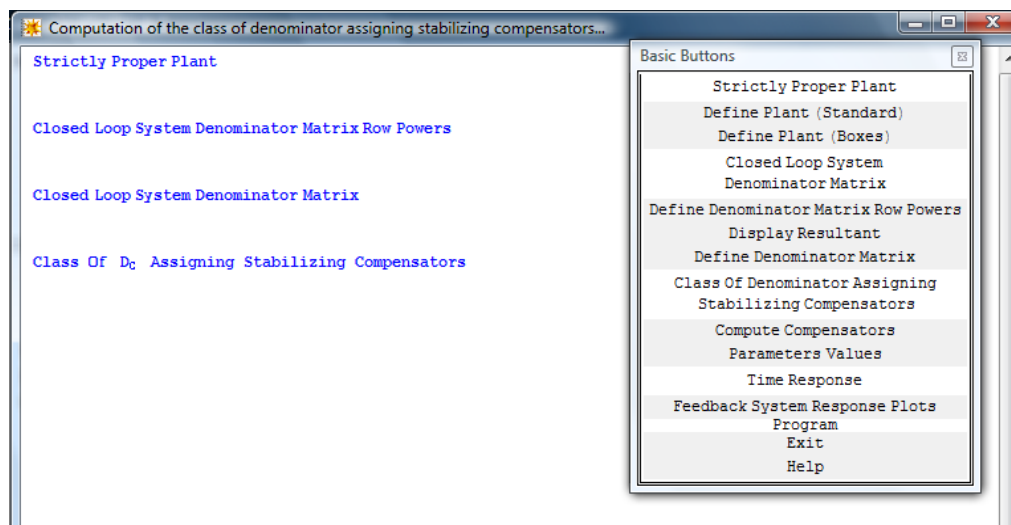 Computation of the class of denominator assigning stabilizing compensators...
Strictly Proper Plant
Closed Loop System Denominator Matrix Row Powers
Closed Loop System Denominator Matrix
Class Of DC Assigning Stabilizing Compensators
Basic Buttons
Strictly Proper Plant
Define Plant (Standard)
Define Plant (Boxes)
Closed Loop System
Denominator Matrix
Define Denominator Matrix Row Powers
Display Resultant
Define Denominator Matrix
Class Of Denominator Assigning
Stabilizing Compensators
Compute Compensators
Parameters Values
Time Response
Feedback System Response Plots
Program
Exit
Help